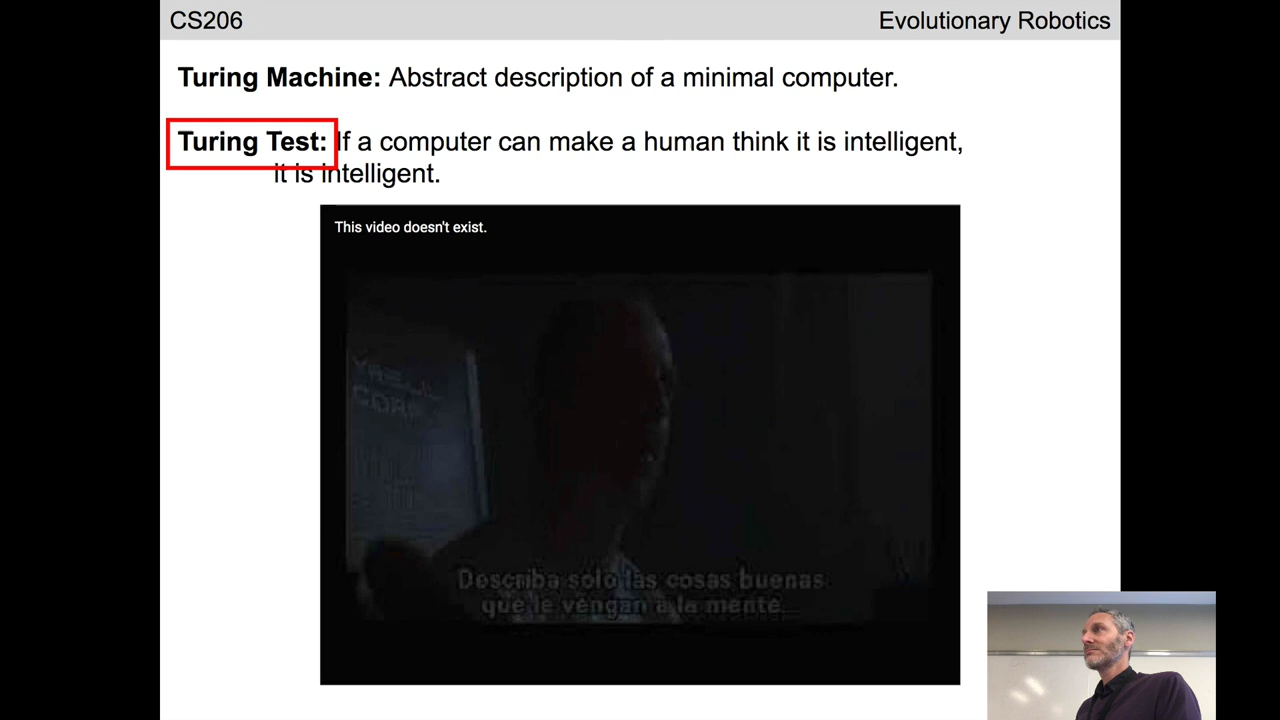 CS206
Evolutionary Robotics
Turing Machine: Abstract description of a minimal computer.
Turing Test: If a computer can make a human think it is intelligent,
it is intelligent.
This video doesn't exist.
Describa sólo las cosas buenas
que le vengan a la mente...